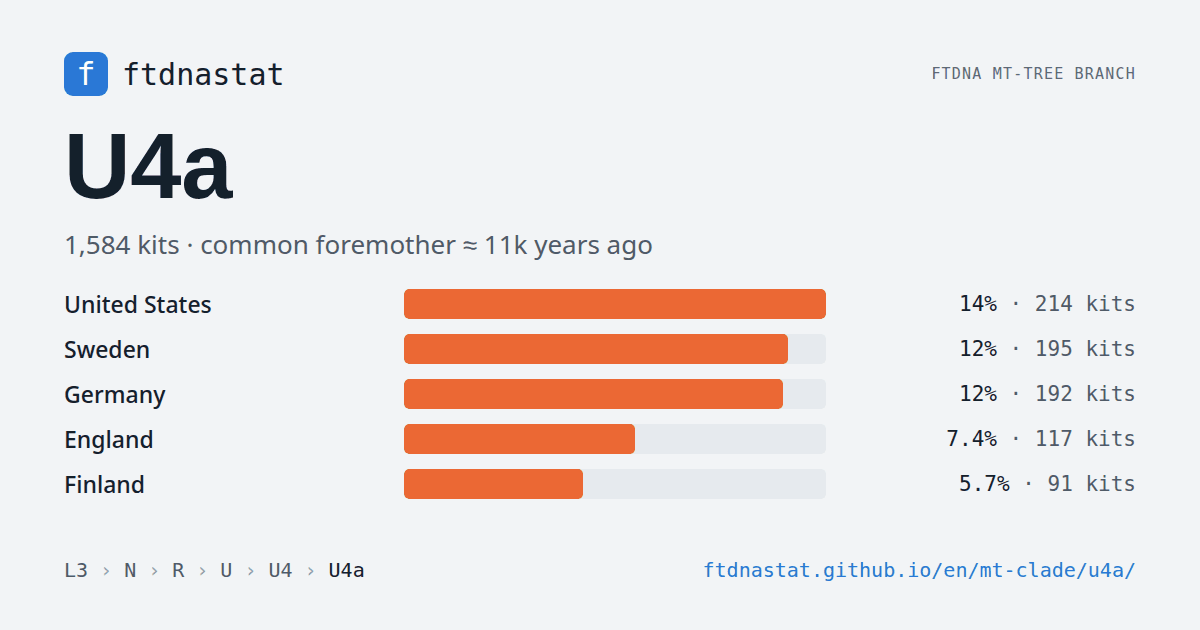 f ftdnastat
FTDNA MT-TREE BRANCH
U4a
1,584 kits · common foremother ≈ 11k years ago
United States 14% · 214 kits
Sweden 12% · 195 kits
Germany 12% · 192 kits
England 7.4% · 117 kits
Finland 5.7% · 91 kits
L3 › N › R › U › U4 › U4a
ftdnastat.github.io/en/mt-clade/u4a/